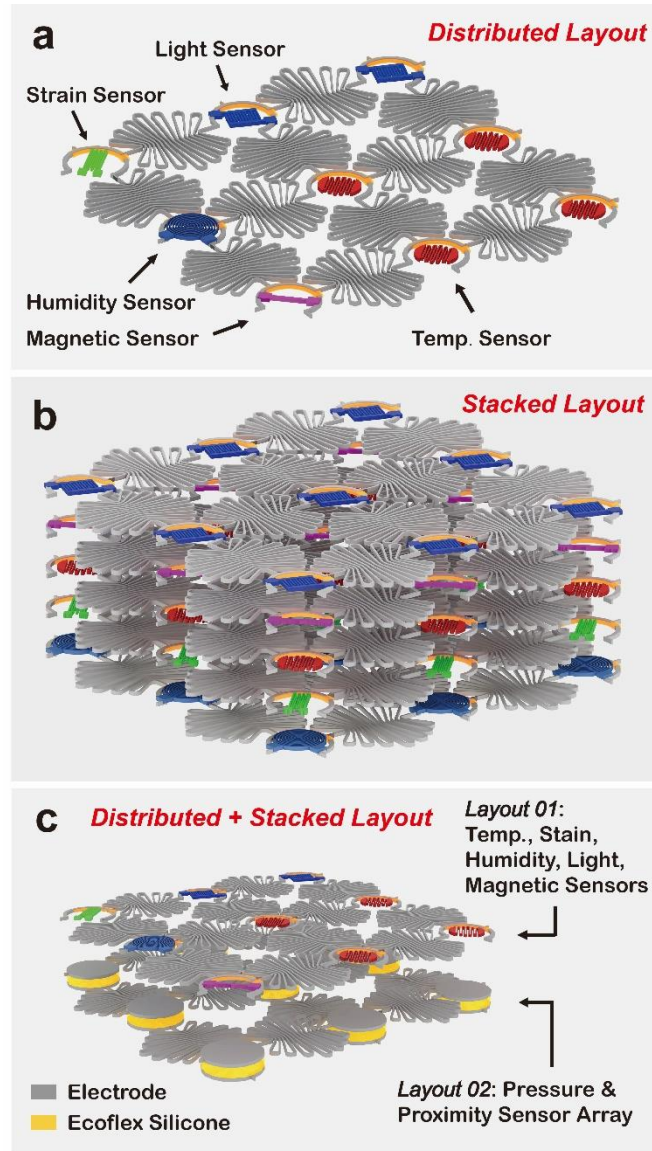 a
Distributed Layout
Light Sensor
Strain Sensor
Humidity Sensor
Magnetic Sensor
Temp. Sensor
b
Stacked Layout
c
Distributed + Stacked Layout
Layout 01:
Temp., Stain,
Humidity, Light,
Magnetic Sensors
Electrode
Ecoflex Silicone
Layout 02: Pressure &
Proximity Sensor Array